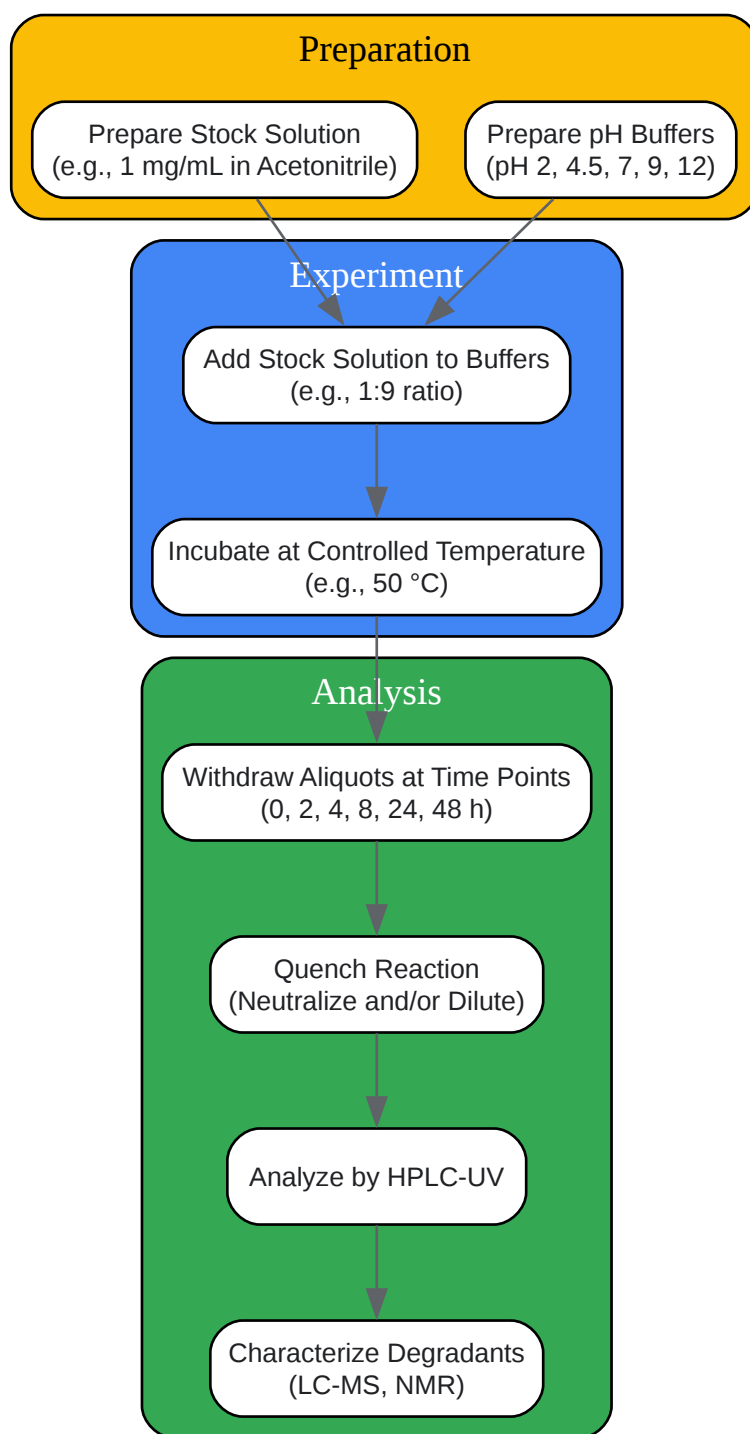 Preparation
Prepare Stock Solution
(e.g., 1 mg/mL in Acetonitrile)
Prepare pH Buffers
(pH 2, 4.5, 7, 9, 12)
Experiment
Add Stock Solution to Buffers
(e.g., 1:9 ratio)
Incubate at Controlled Temperature
(e.g., 50 °C)
Analysis
Withdraw Aliquots at Time Points
(0, 2, 4, 8, 24, 48 h)
Quench Reaction
(Neutralize and/or Dilute)
Analyze by HPLC-UV
Characterize Degradants
(LC-MS, NMR)